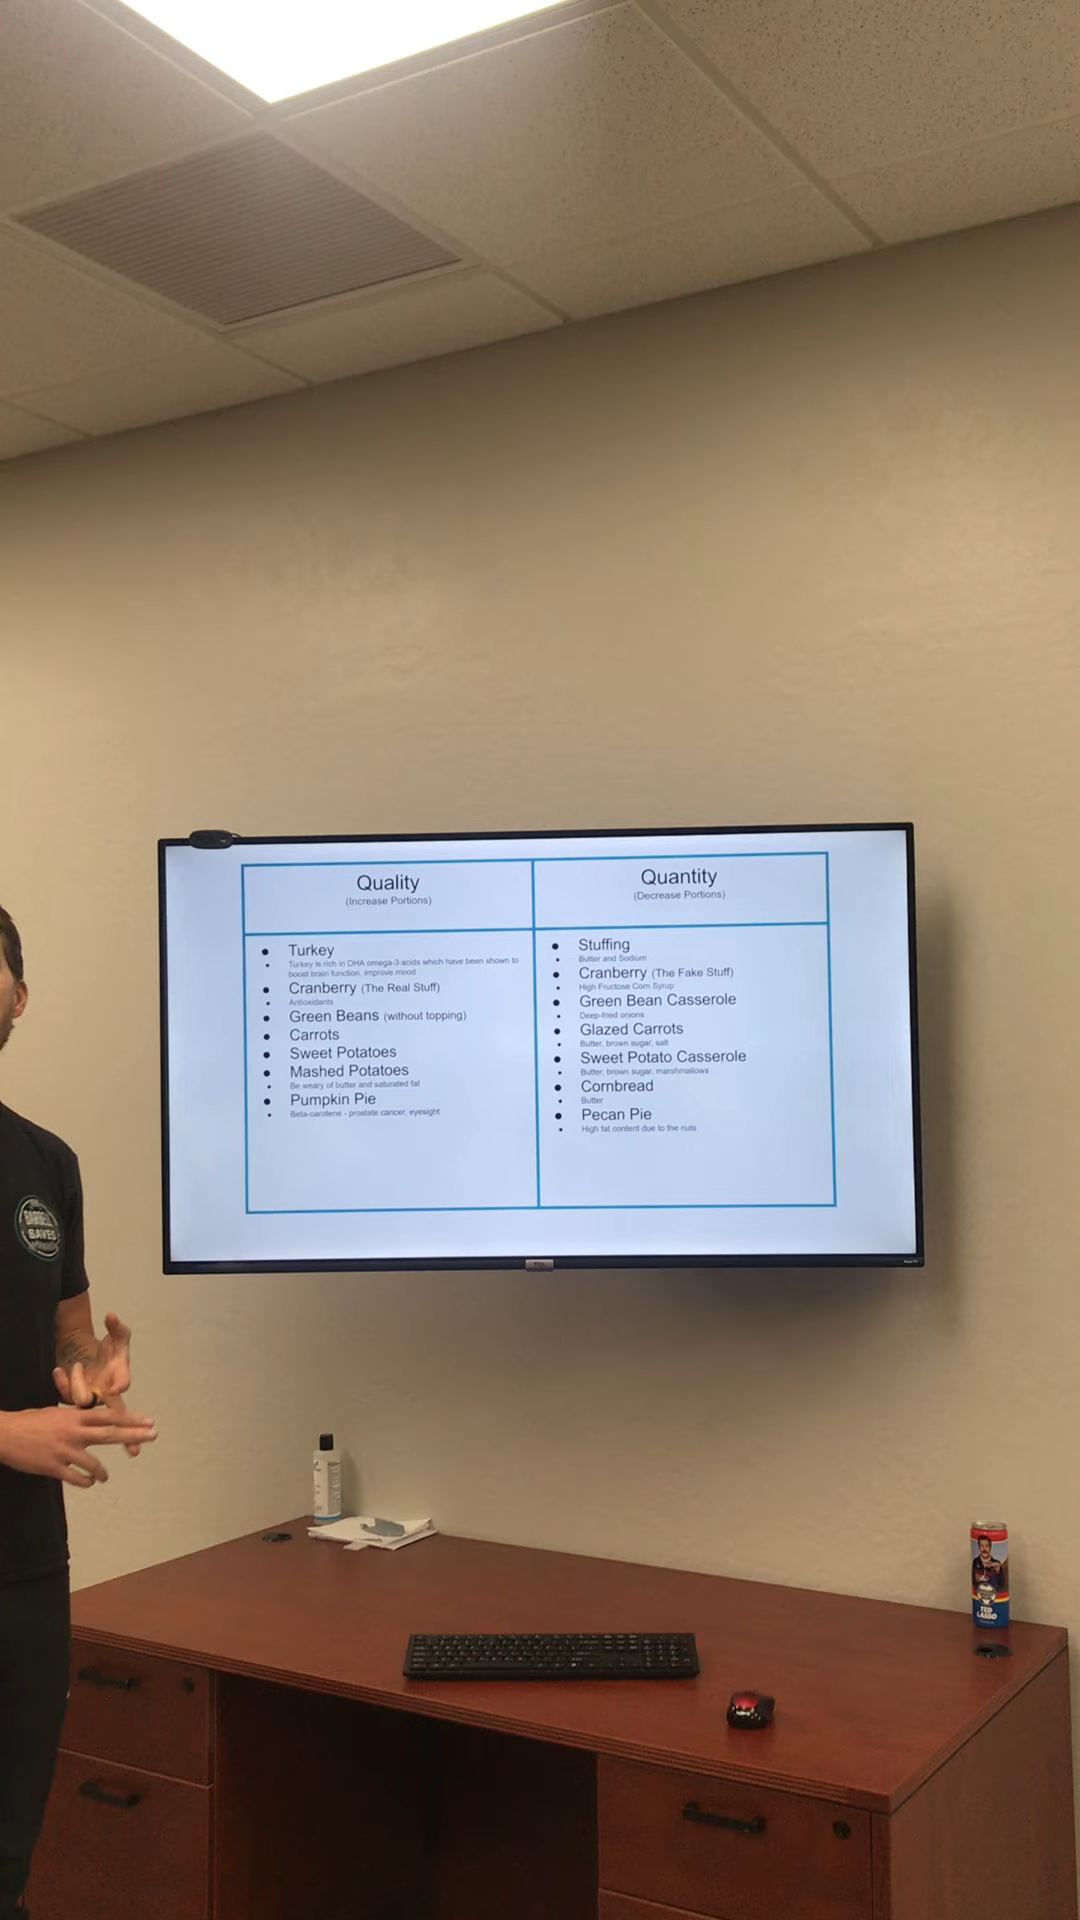 Quality
(Increase Portions)
Turkey
Turkey is rich in DHA omega-3 acids which have been shown to
boost brain function, improve mood
Cranberry (The Real Stuff)
Antioxidants
Green Beans (without topping)
Carrots
Sweet Potatoes
Mashed Potatoes
Be weary of butter and saturated fat
Pumpkin Pie
Beta-carotene - prostate cancer, eyesight
Quantity
(Decrease Portions)
Stuffing
Butter and Sodium
Cranberry (The Fake Stuff)
High Fructose Corn Syrup
Green Bean Casserole
Deep-fried onions
Glazed Carrots
Butter, brown sugar, salt
Sweet Potato Casserole
Butter, brown sugar, marshmallows
Cornbread
Butter
Pecan Pie
High fat content due to the nuts
TCL
BARBELL
SAVES
TED
LASSO